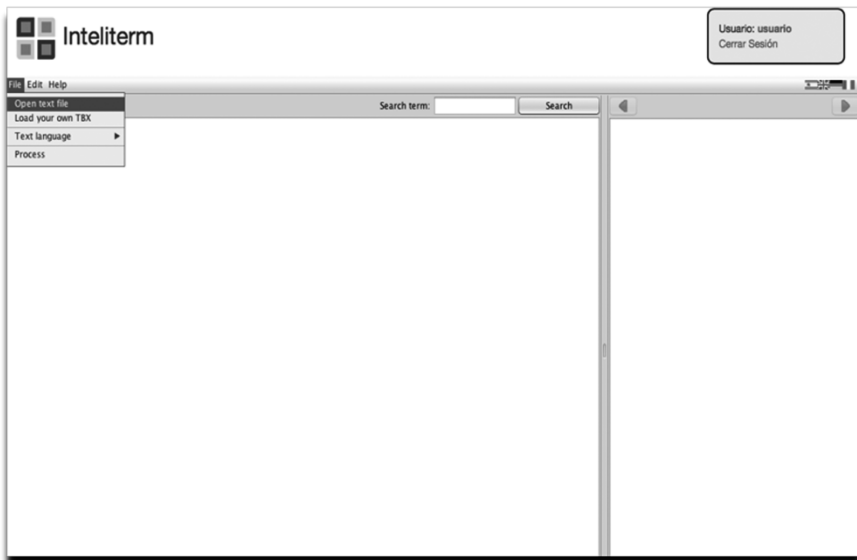 Inteliterm
Usuario: usuario
Cerrar Sesión
File Edit Help
Open text file
Search term:
Search
Load your own TBX
Text language
Process